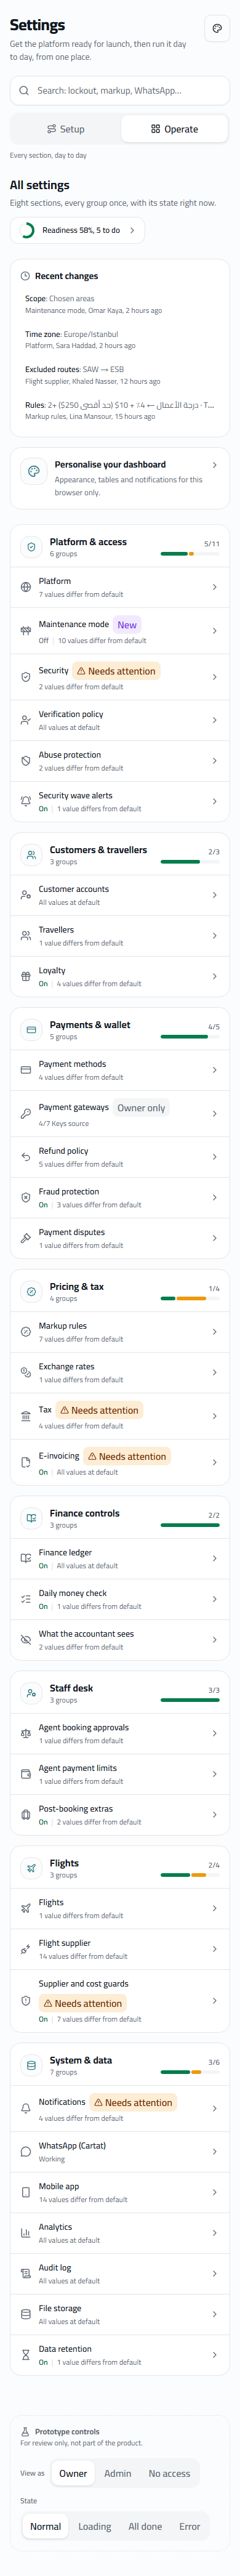 Settings
Get the platform ready for launch, then run it day
to day, from one place.
Search: lockout, markup, WhatsApp...
Setup
Operate
Every section, day to day
All settings
Eight sections, every group once, with its state right now.
Readiness 58%, 5 to do
Recent changes
Scope: Chosen areas
Maintenance mode, Omar Kaya, 2 hours ago
Time zone: Europe/Istanbul
Platform, Sara Haddad, 2 hours ago
Excluded routes: SAW → ESB
Flight supplier, Khaled Nasser, 12 hours ago
Rules: 2+ ($250 حد أقصى) $10 + ٪4 ← درجة الأعمال · T...
Markup rules, Lina Mansour, 15 hours ago
Personalise your dashboard
Appearance, tables and notifications for this
browser only.
Platform & access
6 groups
5/11
Platform
7 values differ from default
Maintenance mode New
Off | 10 values differ from default
Security Needs attention
2 values differ from default
Verification policy
All values at default
Abuse protection
2 values differ from default
Security wave alerts
On | 1 value differs from default
Customers & travellers
3 groups
2/3
Customer accounts
All values at default
Travellers
1 value differs from default
Loyalty
On | 4 values differ from default
Payments & wallet
5 groups
4/5
Payment methods
4 values differ from default
Payment gateways Owner only
4/7 Keys source
Refund policy
5 values differ from default
Fraud protection
On | 3 values differ from default
Payment disputes
1 value differs from default
Pricing & tax
4 groups
1/4
Markup rules
7 values differ from default
Exchange rates
1 value differs from default
Tax Needs attention
4 values differ from default
E-invoicing Needs attention
On | All values at default
Finance controls
3 groups
2/2
Finance ledger
On | All values at default
Daily money check
On | 1 value differs from default
What the accountant sees
2 values differ from default
Staff desk
3 groups
3/3
Agent booking approvals
1 value differs from default
Agent payment limits
1 value differs from default
Post-booking extras
On | 2 values differ from default
Flights
3 groups
2/4
Flights
1 value differs from default
Flight supplier
14 values differ from default
Supplier and cost guards
Needs attention
On | 7 values differ from default
System & data
7 groups
3/6
Notifications Needs attention
4 values differ from default
WhatsApp (Cartat)
Working
Mobile app
14 values differ from default
Analytics
All values at default
Audit log
All values at default
File storage
All values at default
Data retention
On | 1 value differs from default
Prototype controls
For review only, not part of the product.
View as Owner Admin No access
State
Normal Loading All done Error